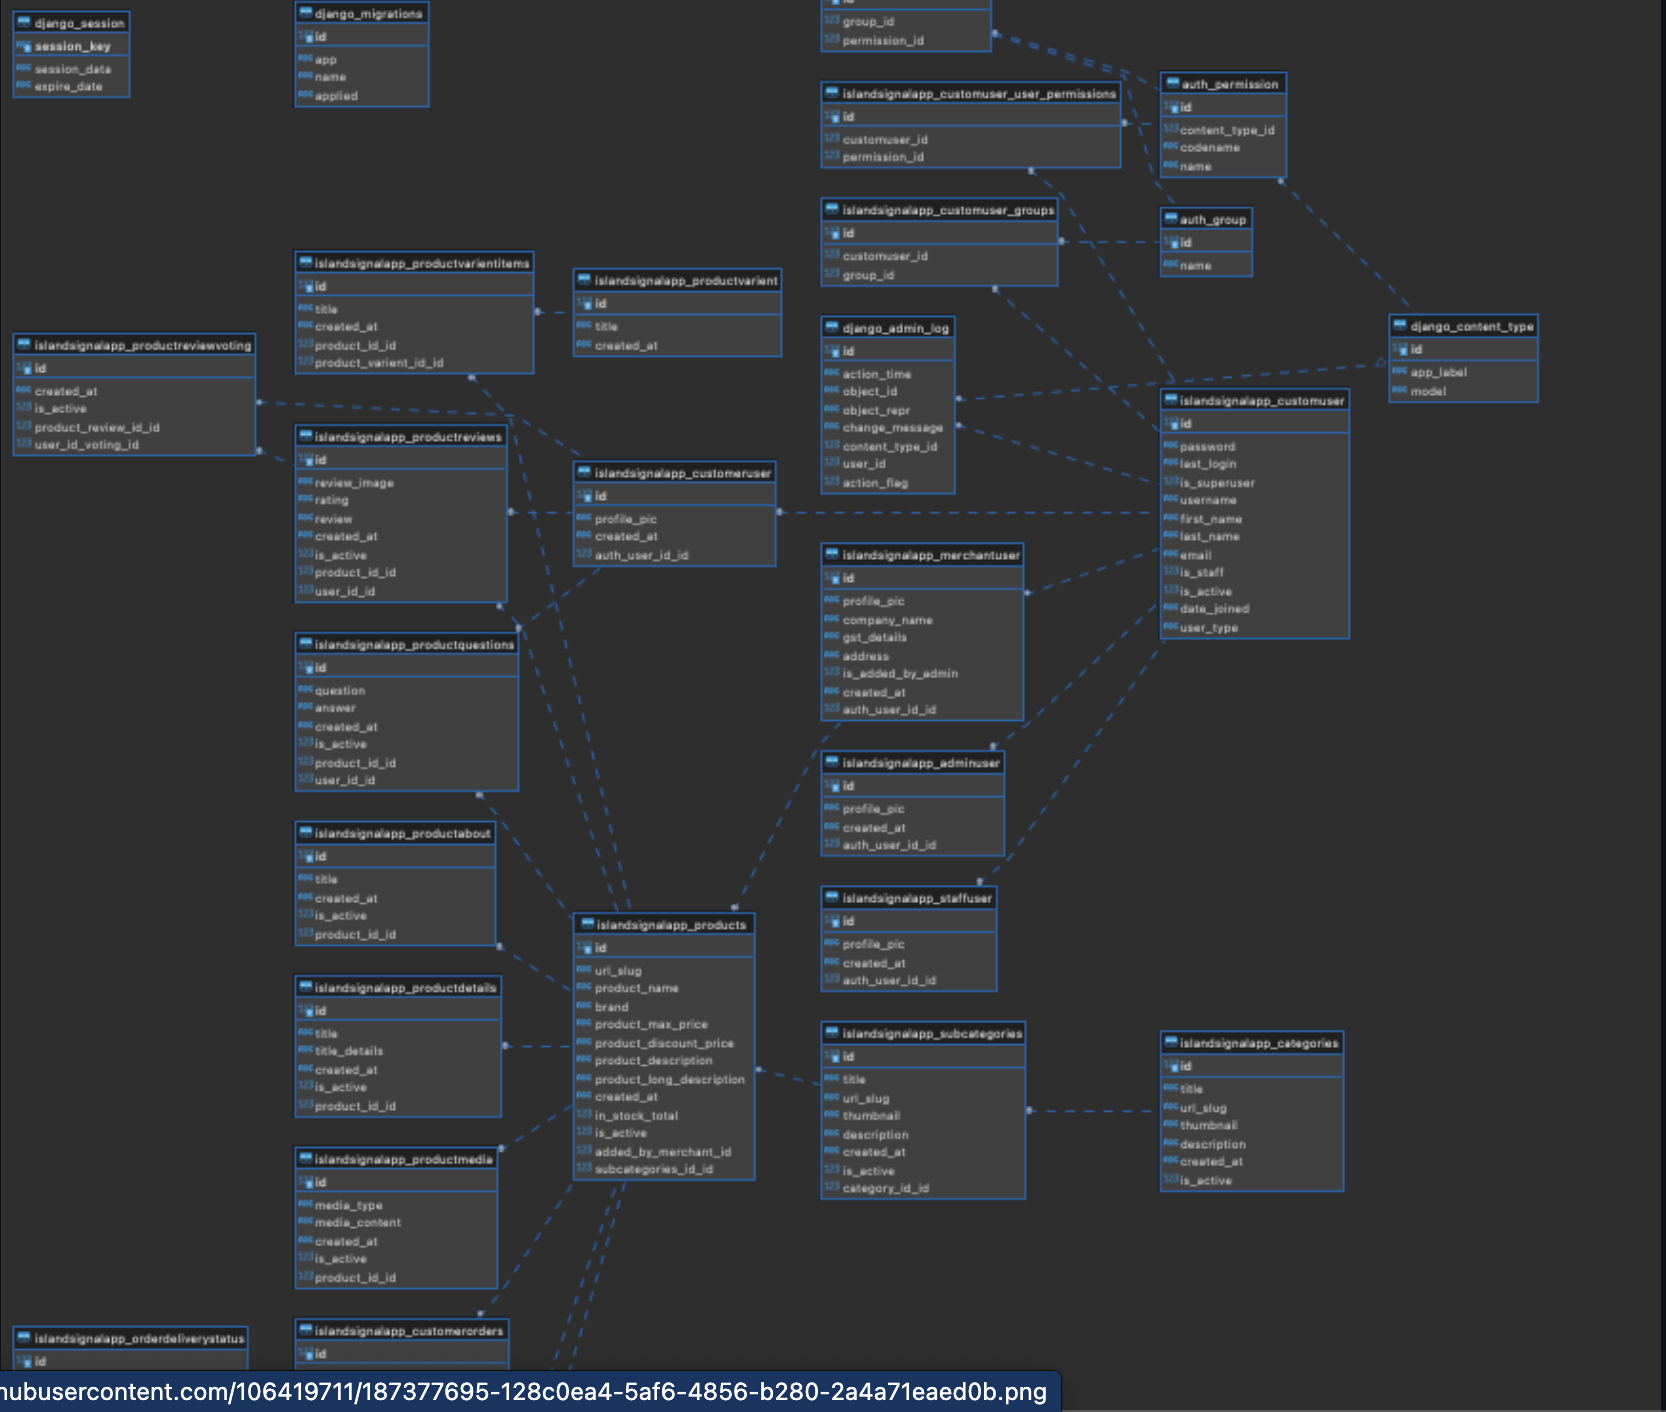 django_session
session_key
session_data
expire_date
django_migrations
id
app
name
applied
group_id
permission_id
islandsignalapp_customuser_user_permissions
id
customuser_id
permission_id
auth_permission
id
content_type_id
codename
name
islandsignalapp_customuser_groups
id
customuser_id
group_id
auth_group
id
name
islandsignalapp_productvarientitems
id
title
created_at
product_id_id
product_varient_id_id
islandsignalapp_productvarient
id
title
created_at
django_admin_log
id
action_time
object_id
object_repr
change_message
content_type_id
user_id
action_flag
django_content_type
id
app_label
model
islandsignalapp_productreviewvoting
id
created_at
is_active
product_review_id_id
user_id_voting_id
islandsignalapp_productreviews
id
review_image
rating
review
created_at
is_active
product_id_id
user_id_id
islandsignalapp_customeruser
id
profile_pic
created_at
auth_user_id_id
islandsignalapp_customuser
id
password
last_login
is_superuser
username
first_name
last_name
email
is_staff
is_active
date_joined
user_type
islandsignalapp_merchantuser
id
profile_pic
company_name
gst_details
address
is_added_by_admin
created_at
auth_user_id_id
islandsignalapp_productquestions
id
question
answer
created_at
is_active
product_id_id
user_id_id
islandsignalapp_adminuser
id
profile_pic
created_at
auth_user_id_id
islandsignalapp_productabout
id
title
created_at
is_active
product_id_id
islandsignalapp_staffuser
id
profile_pic
created_at
auth_user_id_id
islandsignalapp_products
id
url_slug
product_name
brand
product_max_price
product_discount_price
product_description
product_long_description
created_at
in_stock_total
is_active
added_by_merchant_id
subcategories_id_id
islandsignalapp_productdetails
id
title
title_details
created_at
is_active
product_id_id
islandsignalapp_subcategories
id
title
url_slug
thumbnail
description
created_at
is_active
category_id_id
islandsignalapp_categories
id
title
url_slug
thumbnail
description
created_at
is_active
islandsignalapp_productmedia
id
media_type
media_content
created_at
is_active
product_id_id
islandsignalapp_orderdeliverystatus
id
islandsignalapp_customerorders
id
nubusercontent.com/106419711/187377695-128c0ea4-5af6-4856-b280-2a4a71eaed0b.png